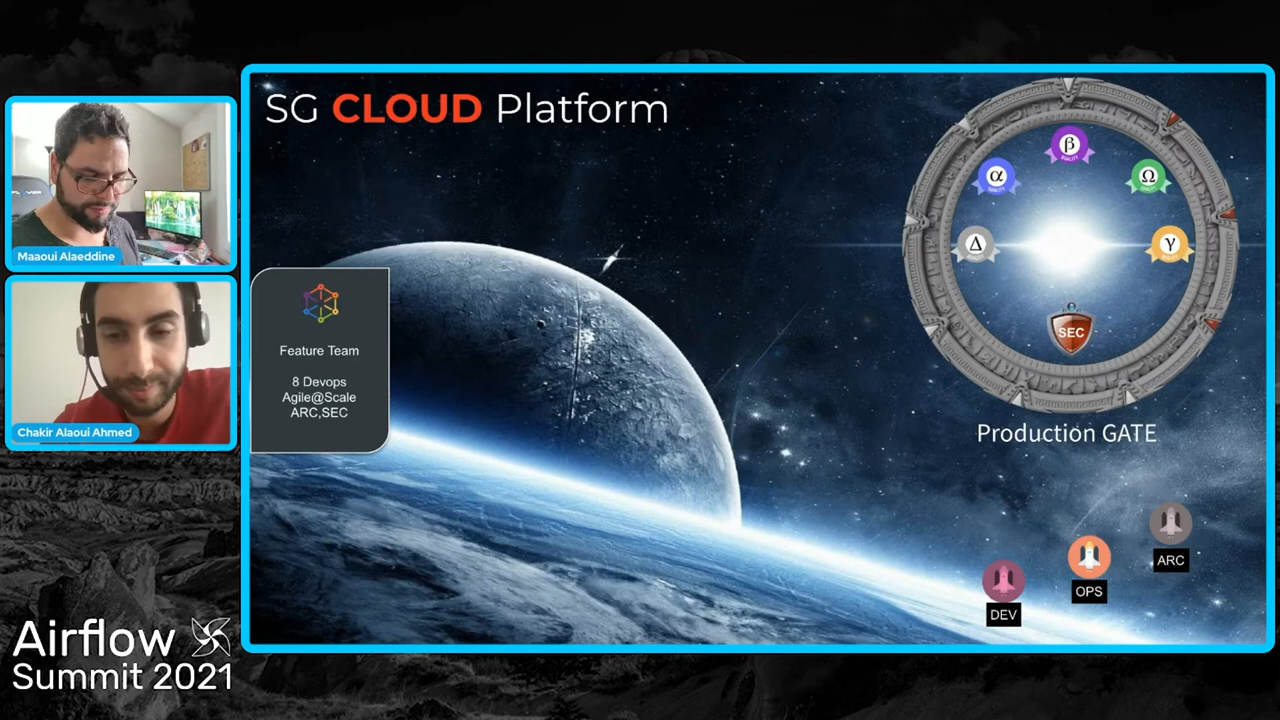 SG CLOUD Platform
β
α
Ω
Δ
γ
SEC
Production GATE
Feature Team
8 Devops
Agile@Scale
ARC,SEC
ARC
OPS
DEV
Maaoui Alaeddine
Chakir Alaoui Ahmed
Airflow
Summit 2021